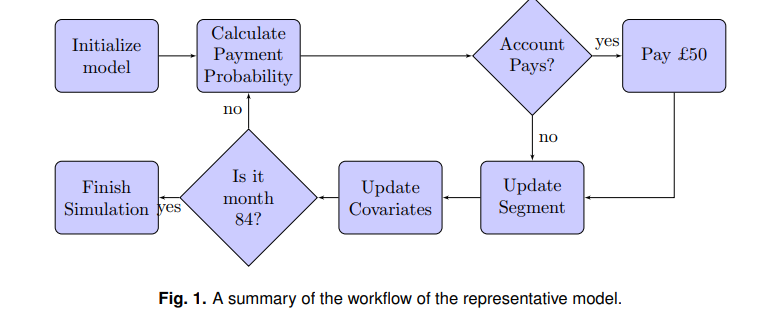 Initialize
model
Calculate
Payment
Probability
Account
Pays?
yes
Pay £50
no
no
Finish
Simulation
yes
Is it
month
84?
Update
Covariates
Update
Segment
Fig. 1. A summary of the workflow of the representative model.